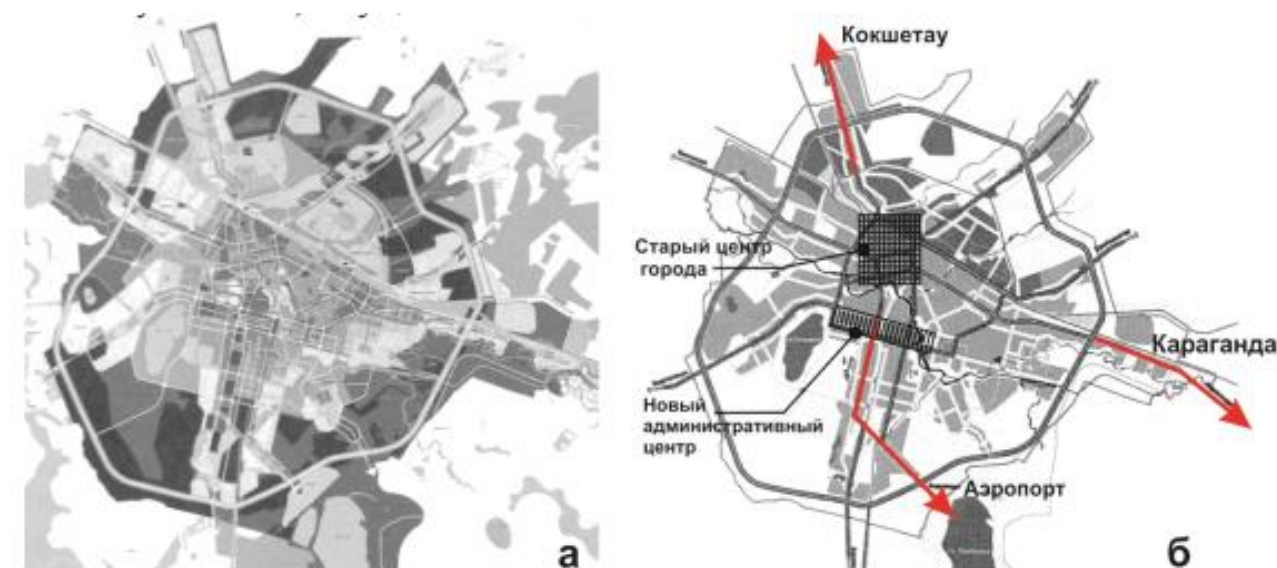 Кокшетау
Старый центр
города
Караганда
Новый
административный
центр
Аэропорт
а
б